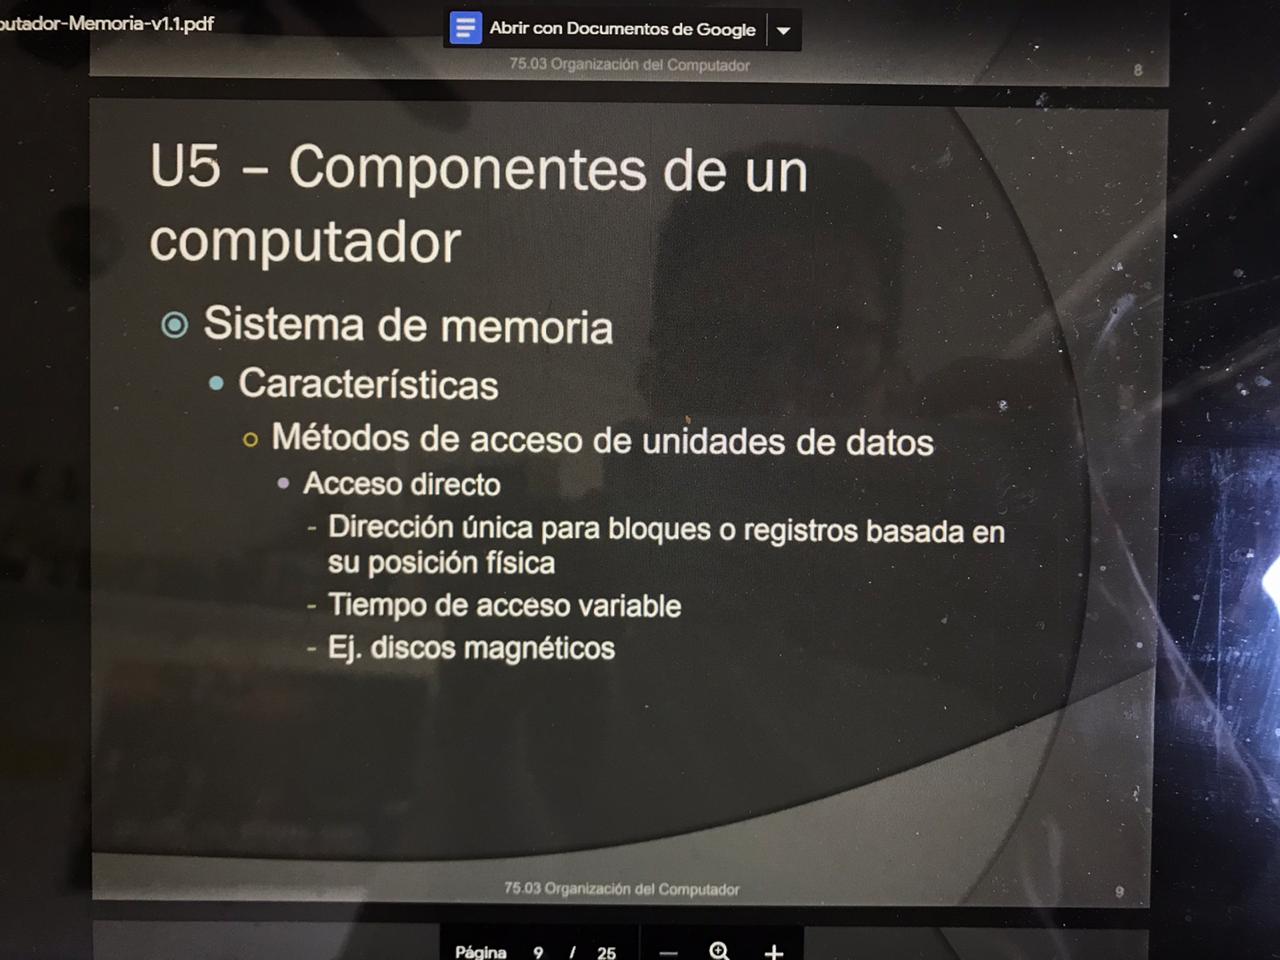 75.03 Organización del Computador
8
U5 – Componentes de un
computador
Sistema de memoria
Características
Métodos de acceso de unidades de datos
Acceso directo
- Dirección única para bloques o registros basada en
su posición física
- Tiempo de acceso variable
- Ej. discos magnéticos
75.03 Organización del Computador
9
utador-Memoria-v1.1.pdf
Abrir con Documentos de Google
Página 9 / 25